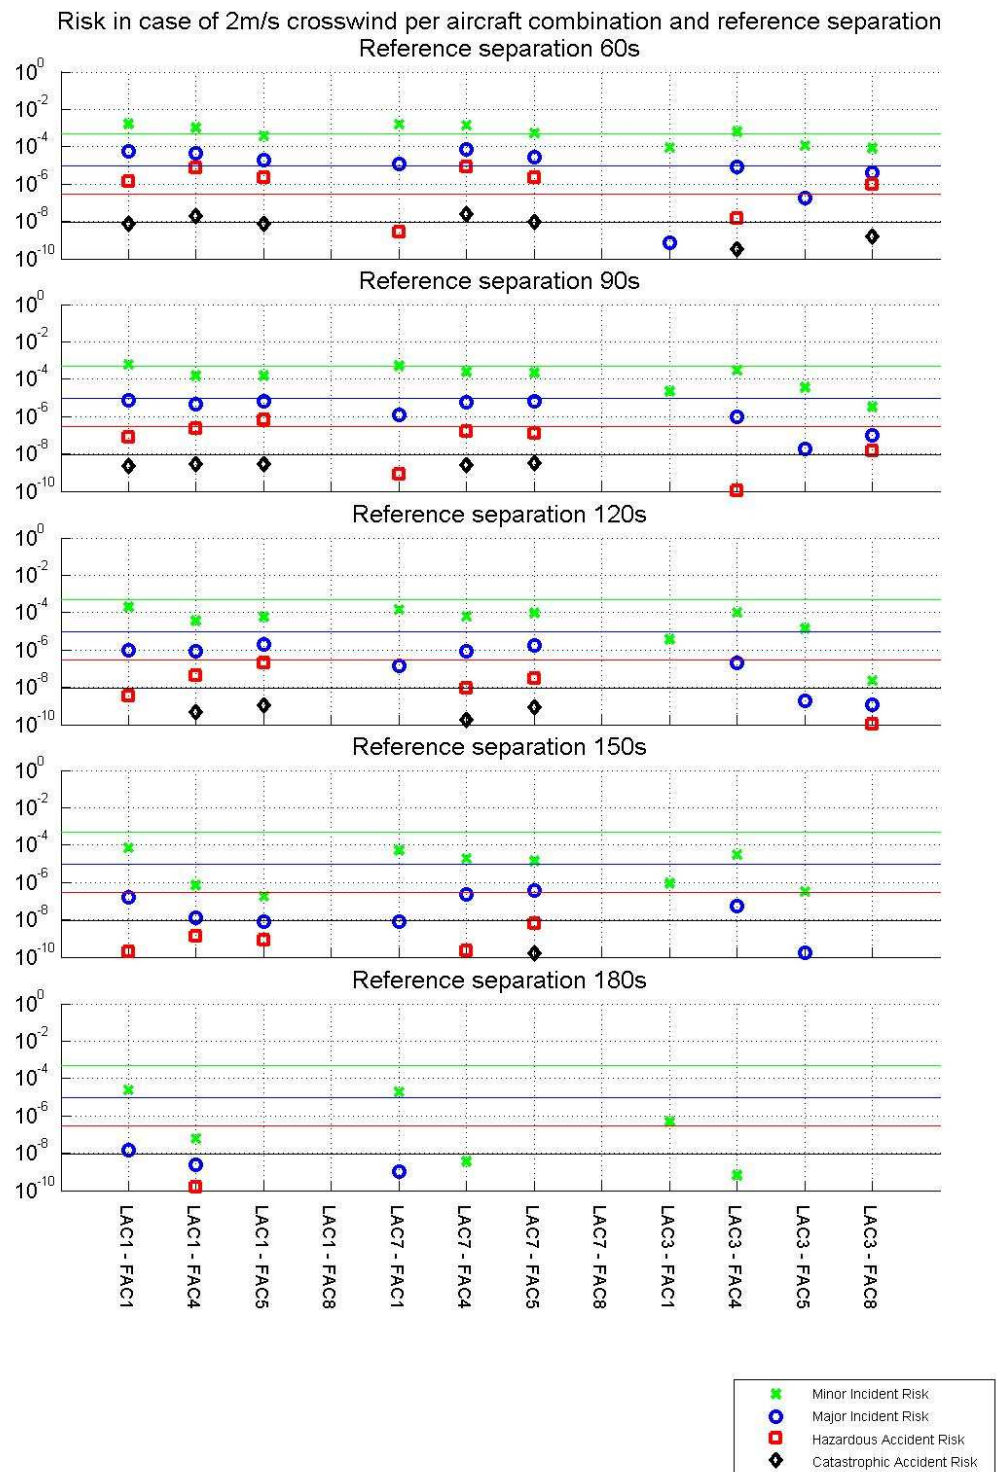 Risk in case of 2m/s crosswind per aircraft combination and reference separation
Reference separation 60s
10^0
10^-2
10^-4
10^-6
10^-8
10^-10
Reference separation 90s
10^0
10^-2
10^-4
10^-6
10^-8
10^-10
Reference separation 120s
10^0
10^-2
10^-4
10^-6
10^-8
10^-10
Reference separation 150s
10^0
10^-2
10^-4
10^-6
10^-8
10^-10
Reference separation 180s
10^0
10^-2
10^-4
10^-6
10^-8
10^-10
LAC1 - FAC1
LAC1 - FAC4
LAC1 - FAC5
LAC1 - FAC8
LAC7 - FAC1
LAC7 - FAC4
LAC7 - FAC5
LAC7 - FAC8
LAC3 - FAC1
LAC3 - FAC4
LAC3 - FAC5
LAC3 - FAC8
Minor Incident Risk
Major Incident Risk
Hazardous Accident Risk
Catastrophic Accident Risk